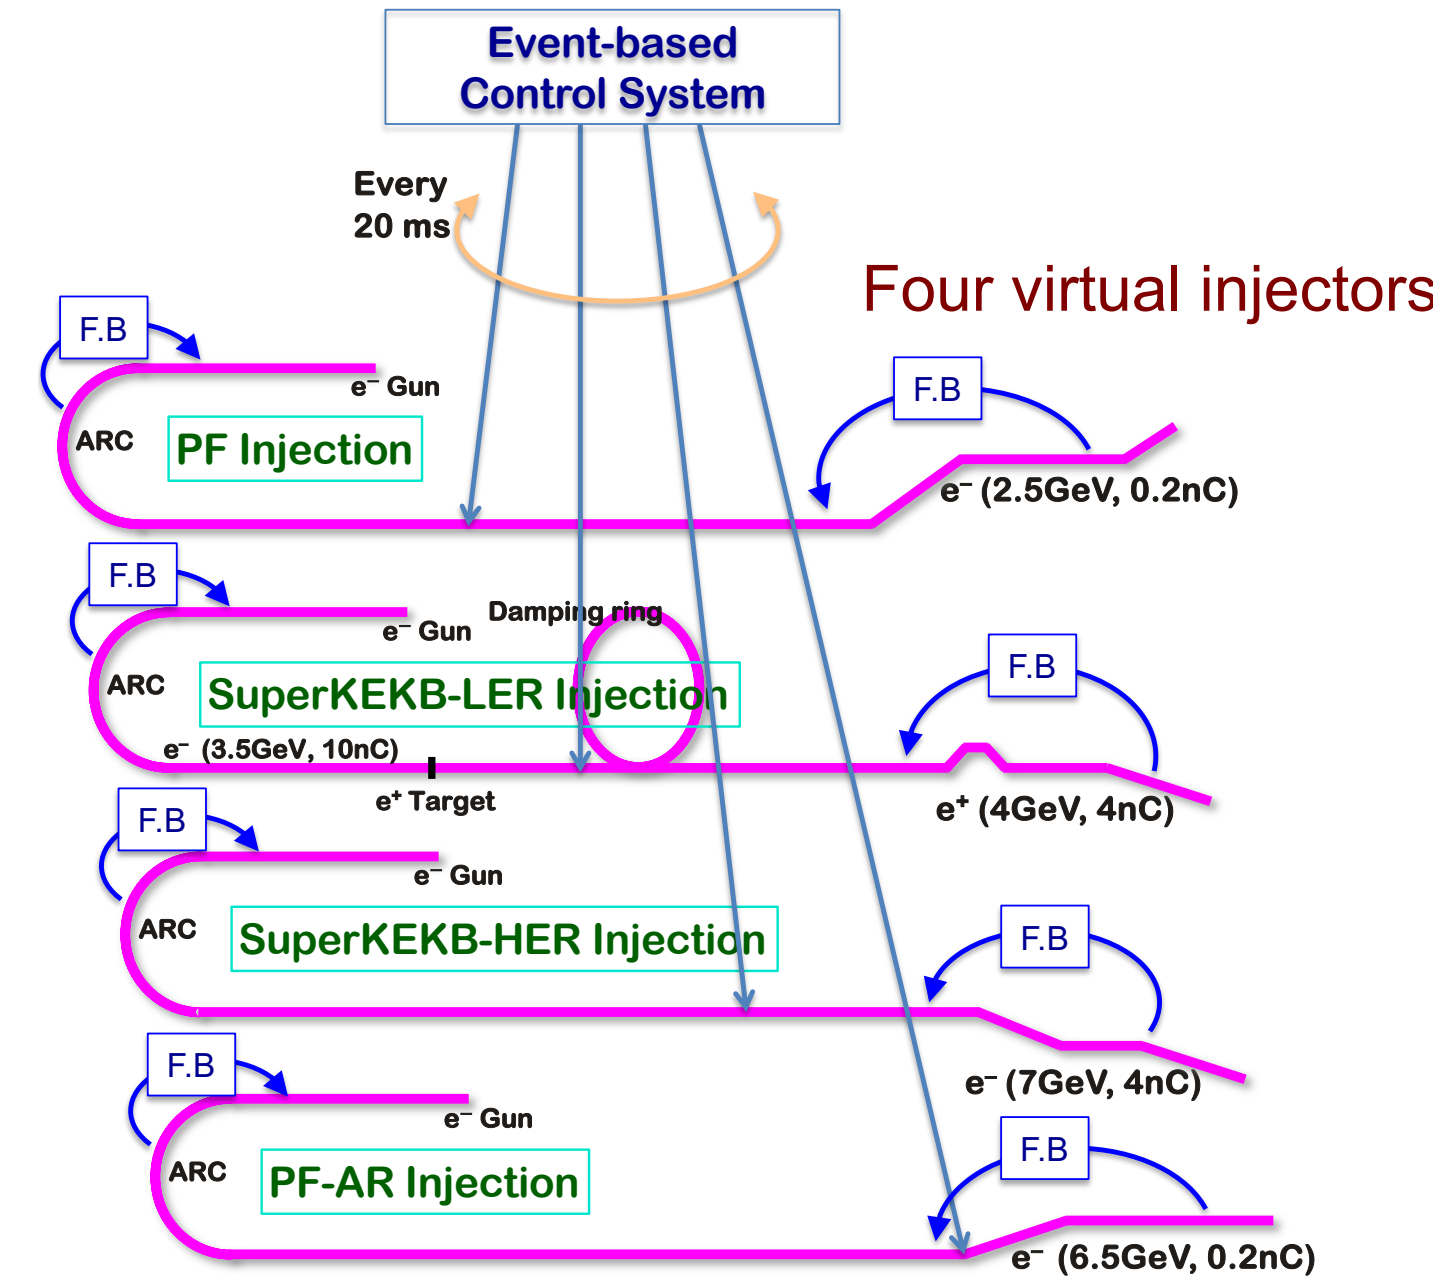 Event-based
Control System
Every
20 ms
Four virtual injectors
F.B
e– Gun
ARC
PF Injection
F.B
e– (2.5GeV, 0.2nC)
F.B
Damping ring
e– Gun
ARC
SuperKEKB-LER Injection
F.B
e– (3.5GeV, 10nC)
e+ Target
e+ (4GeV, 4nC)
F.B
e– Gun
ARC
SuperKEKB-HER Injection
F.B
e– (7GeV, 4nC)
F.B
e– Gun
ARC
PF-AR Injection
F.B
e– (6.5GeV, 0.2nC)